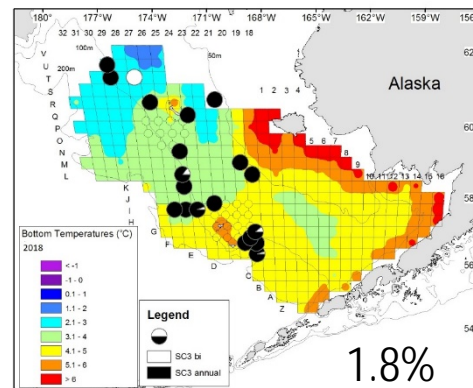 180°W 177°W 174°W 171°W 168°W 165°W 162°W 159°W
32 31 30 29 28 27 26 25 24 23 22 21 20 19 18
100m
50m
200m
V U T S R Q P O N M L
K J I H G F E D C B A Z
1 2 3 4
5 6 7 8
9
10 11 12 13 14 15 16
Alaska
62°
60°
58°
56°
54°
Bottom Temperatures (°C)
2018
< -1
-1 - 0
0.1 - 1
1.1 - 2
2.1 - 3
3.1 - 4
4.1 - 5
5.1 - 6
> 6
Legend
SC3 bi
SC3 annual
1.8%